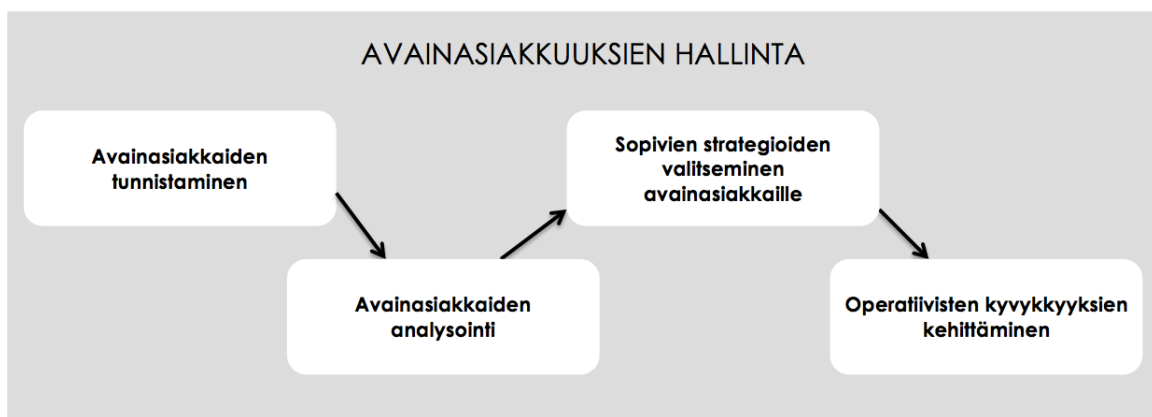 AVAINASIAKKUUKSIEN HALLINTA
Avainasiakkaiden
tunnistaminen
Avainasiakkaiden
analysointi
Sopivien strategioiden
valitseminen
avainasiakkaille
Operatiivisten kyvykkyyksien
kehittäminen